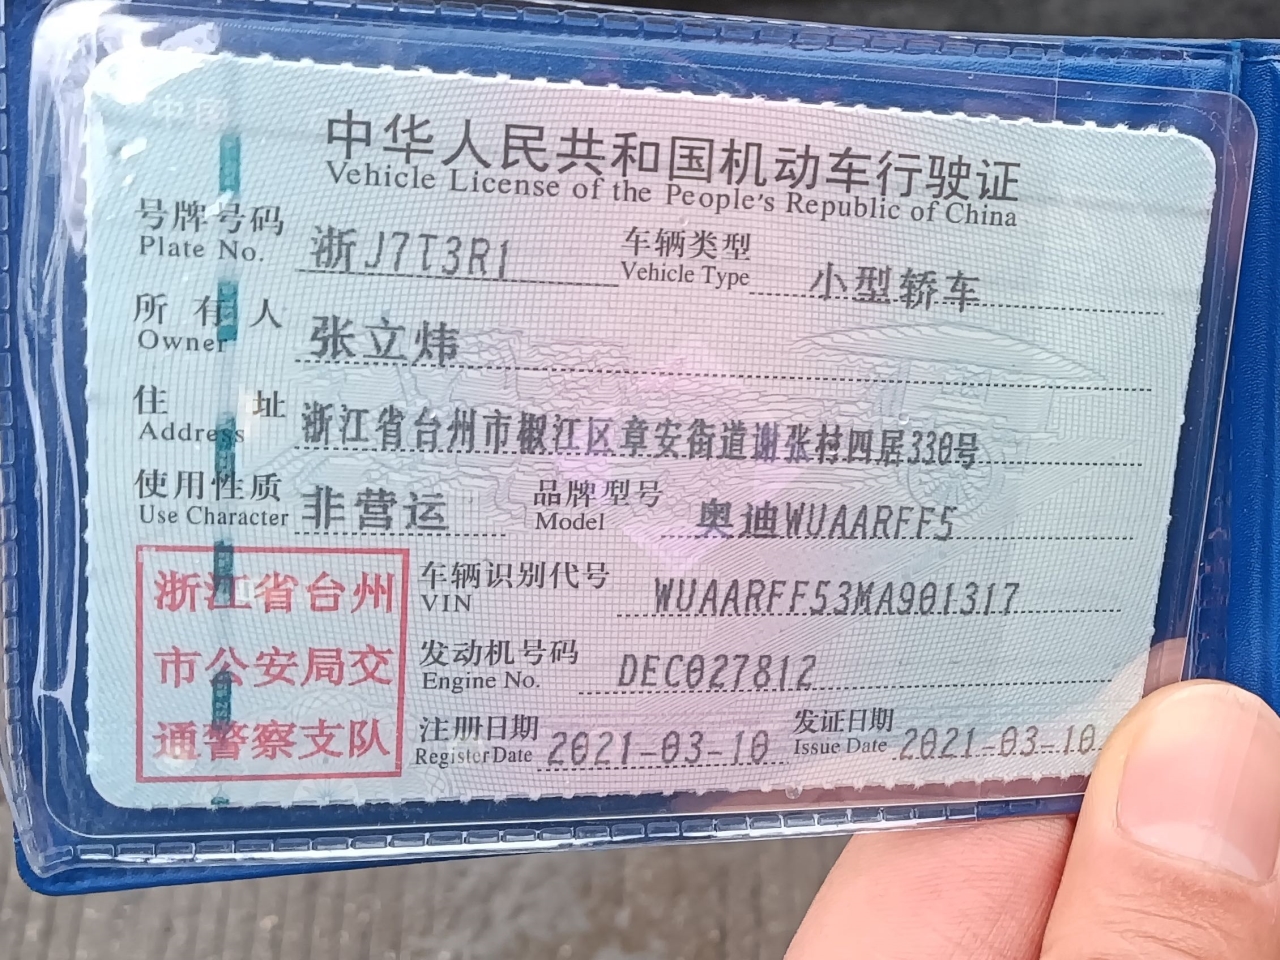 中华人民共和国机动车行驶证
Vehicle License of the People's Republic of China
号牌号码 浙J7T3R1 车辆类型 小型轿车
Plate No. Vehicle Type
所有人 张立炜
Owner
住址 浙江省台州市椒江区章安街道谢张村四居330号
Address
使用性质 非营运 品牌型号 奥迪WUAARFF5
Use Character Model
浙江省台州
市公安局交
通警察支队
车辆识别代号 WUAARFF53MA901317
VIN
发动机号码 DEC027812
Engine No.
注册日期 2021-03-10 发证日期 2021-03-10
Register Date Issue Date